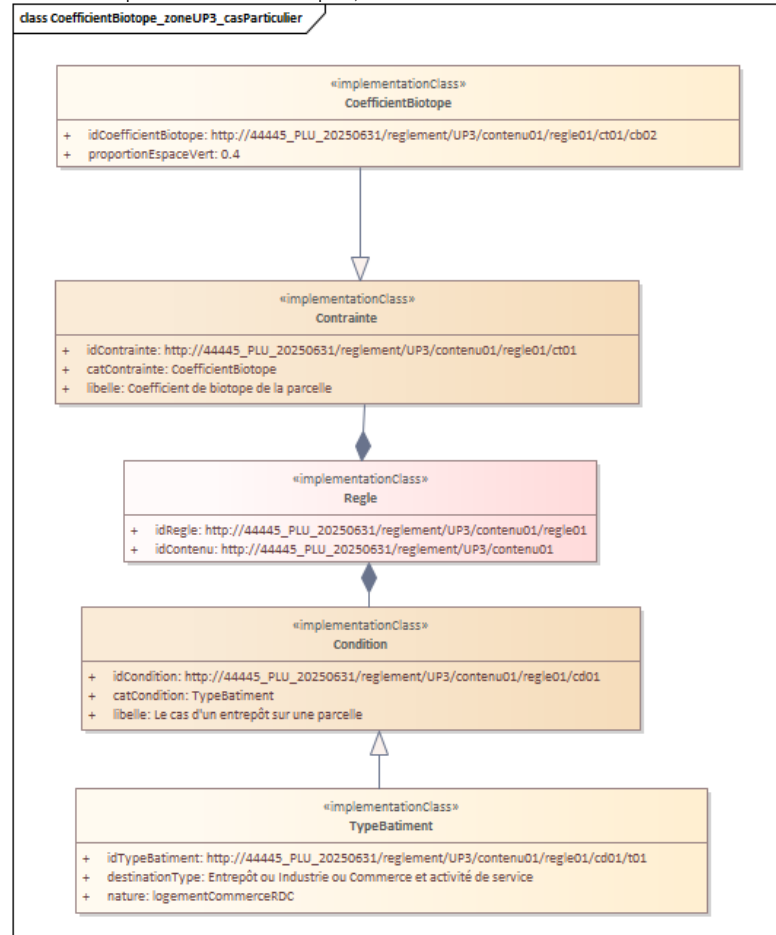 class CoefficientBiotope_zoneUP3_casParticulier
«implementationClass»
CoefficientBiotope
+ idCoefficientBiotope: http://44445_PLU_20250631/reglement/UP3/contenu01/regle01/ct01/cb02
+ proportionEspaceVert: 0.4
«implementationClass»
Contrainte
+ idContrainte: http://44445_PLU_20250631/reglement/UP3/contenu01/regle01/ct01
+ catContrainte: CoefficientBiotope
+ libelle: Coefficient de biotope de la parcelle
«implementationClass»
Regle
+ idRegle: http://44445_PLU_20250631/reglement/UP3/contenu01/regle01
+ idContenu: http://44445_PLU_20250631/reglement/UP3/contenu01
«implementationClass»
Condition
+ idCondition: http://44445_PLU_20250631/reglement/UP3/contenu01/regle01/cd01
+ catCondition: TypeBatiment
+ libelle: Le cas d'un entrepôt sur une parcelle
«implementationClass»
TypeBatiment
+ idTypeBatiment: http://44445_PLU_20250631/reglement/UP3/contenu01/regle01/cd01/t01
+ destinationType: Entrepôt ou Industrie ou Commerce et activité de service
+ nature: logementCommerceRDC